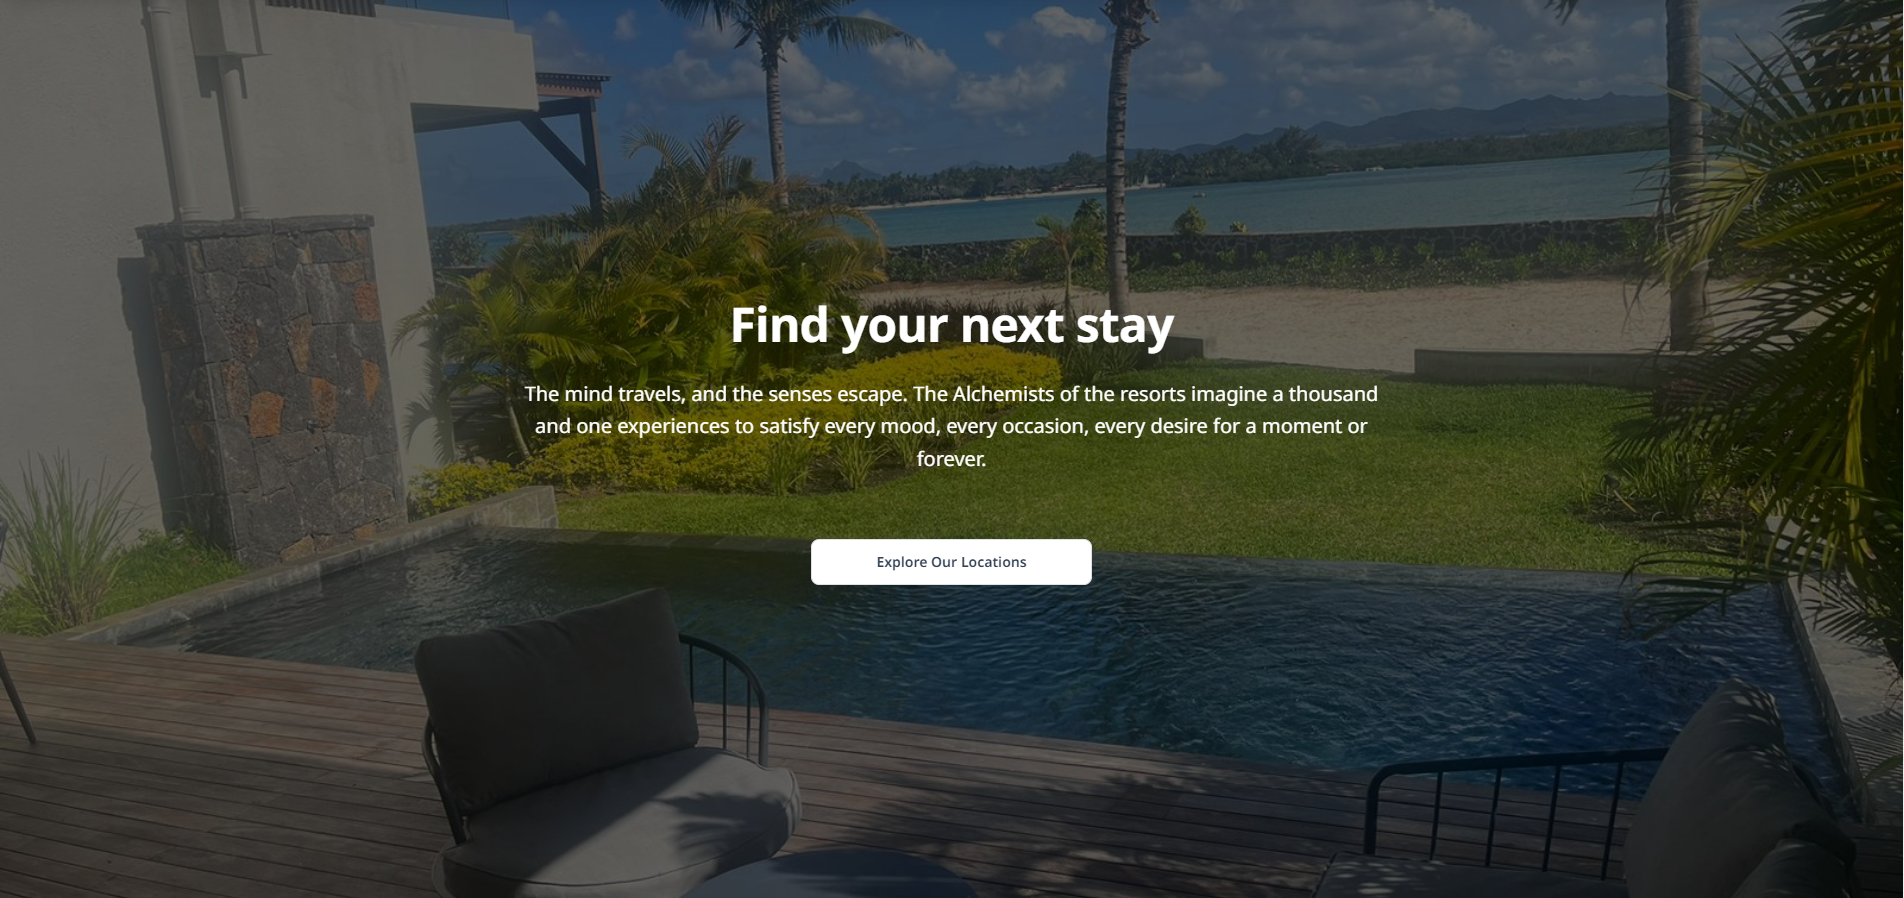 Find your next stay
The mind travels, and the senses escape. The Alchemists of the resorts imagine a thousand
and one experiences to satisfy every mood, every occasion, every desire for a moment or
forever.
Explore Our Locations